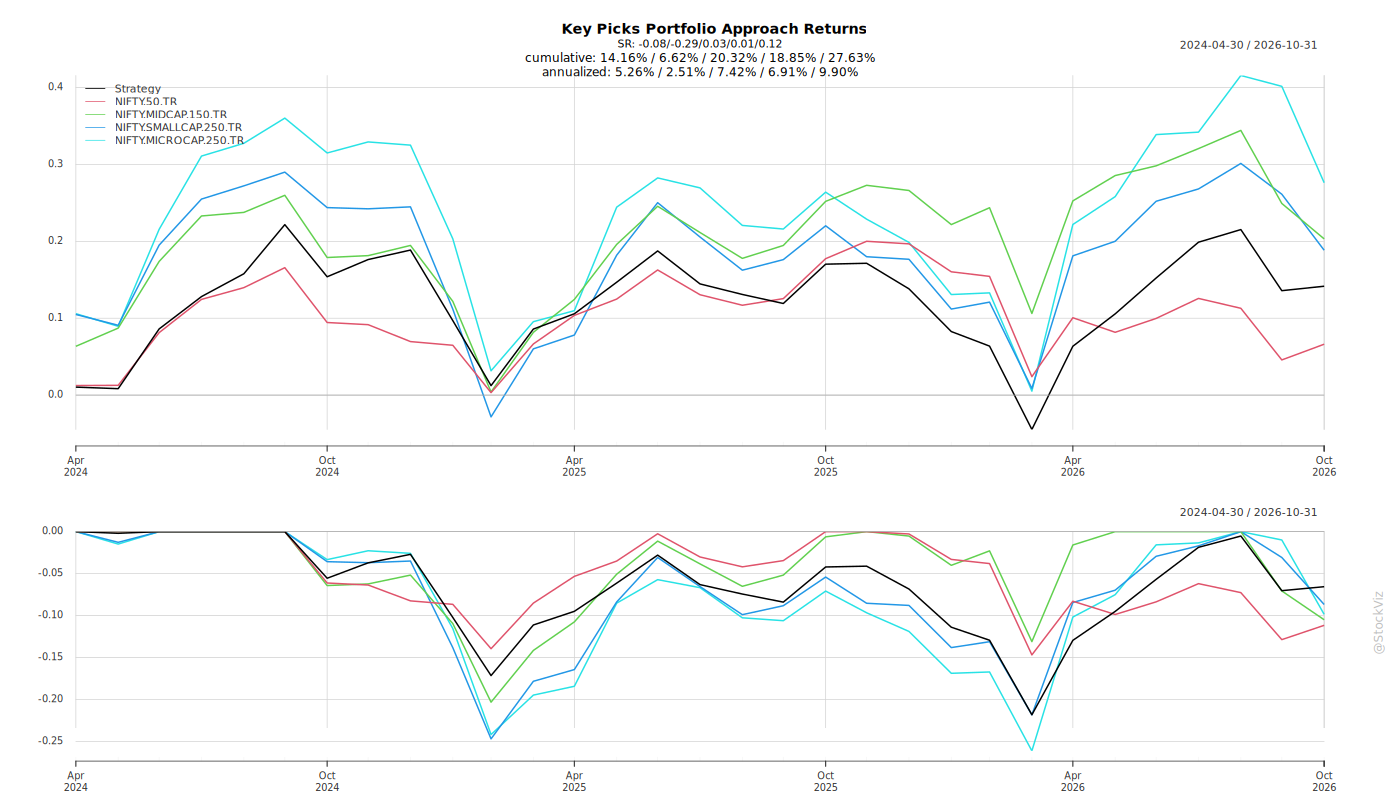 Key Picks Portfolio Approach Returns
SR: -0.08/-0.29/0.03/0.01/0.12
cumulative: 14.16% / 6.62% / 20.32% / 18.85% / 27.63%
annualized: 5.26% / 2.51% / 7.42% / 6.91% / 9.90%
2024-04-30 / 2026-10-31
Strategy
NIFTY.50.TR
NIFTY.MIDCAP.150.TR
NIFTY.SMALLCAP.250.TR
NIFTY.MICROCAP.250.TR
0.4
0.3
0.2
0.1
0.0
Apr Oct Apr Oct Apr Oct
2024 2024 2025 2025 2026 2026
2024-04-30 / 2026-10-31
0.00
-0.05
-0.10
-0.15
-0.20
-0.25
Apr Oct Apr Oct Apr Oct
2024 2024 2025 2025 2026 2026
@StockViz